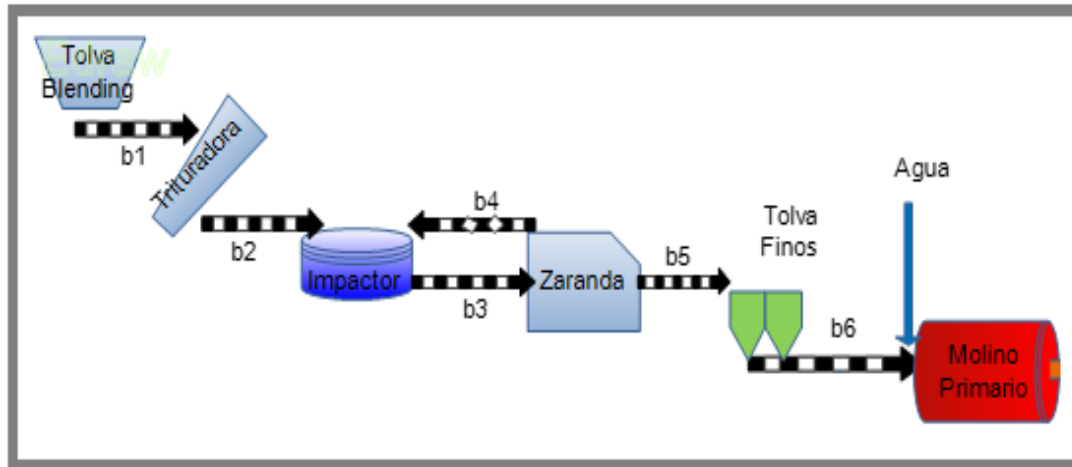 Tolva
Blending
b1
Trituradora
b2
Impactor
b4
b3
Zaranda
b5
Tolva
Finos
Agua
b6
Molino
Primario